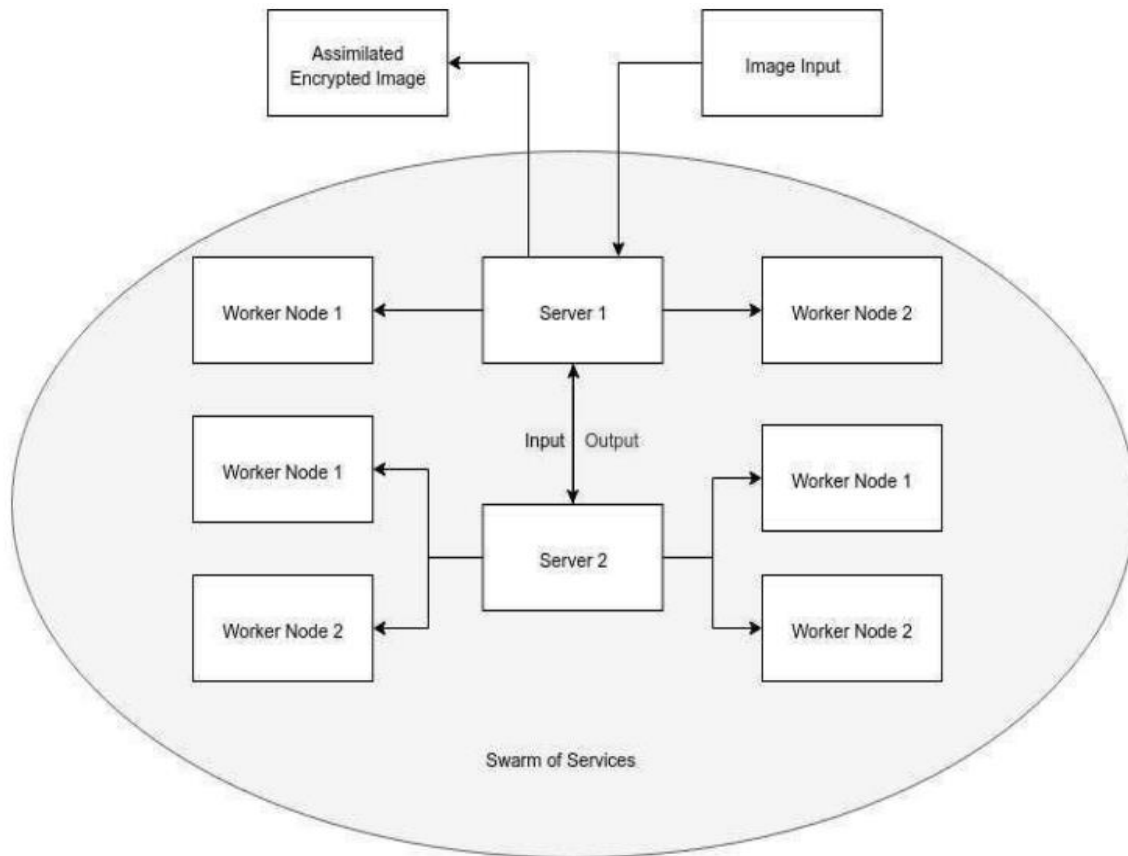 Assimilated
Encrypted Image
Image Input
Worker Node 1
Server 1
Worker Node 2
Input
Output
Worker Node 1
Worker Node 1
Server 2
Worker Node 2
Worker Node 2
Swarm of Services